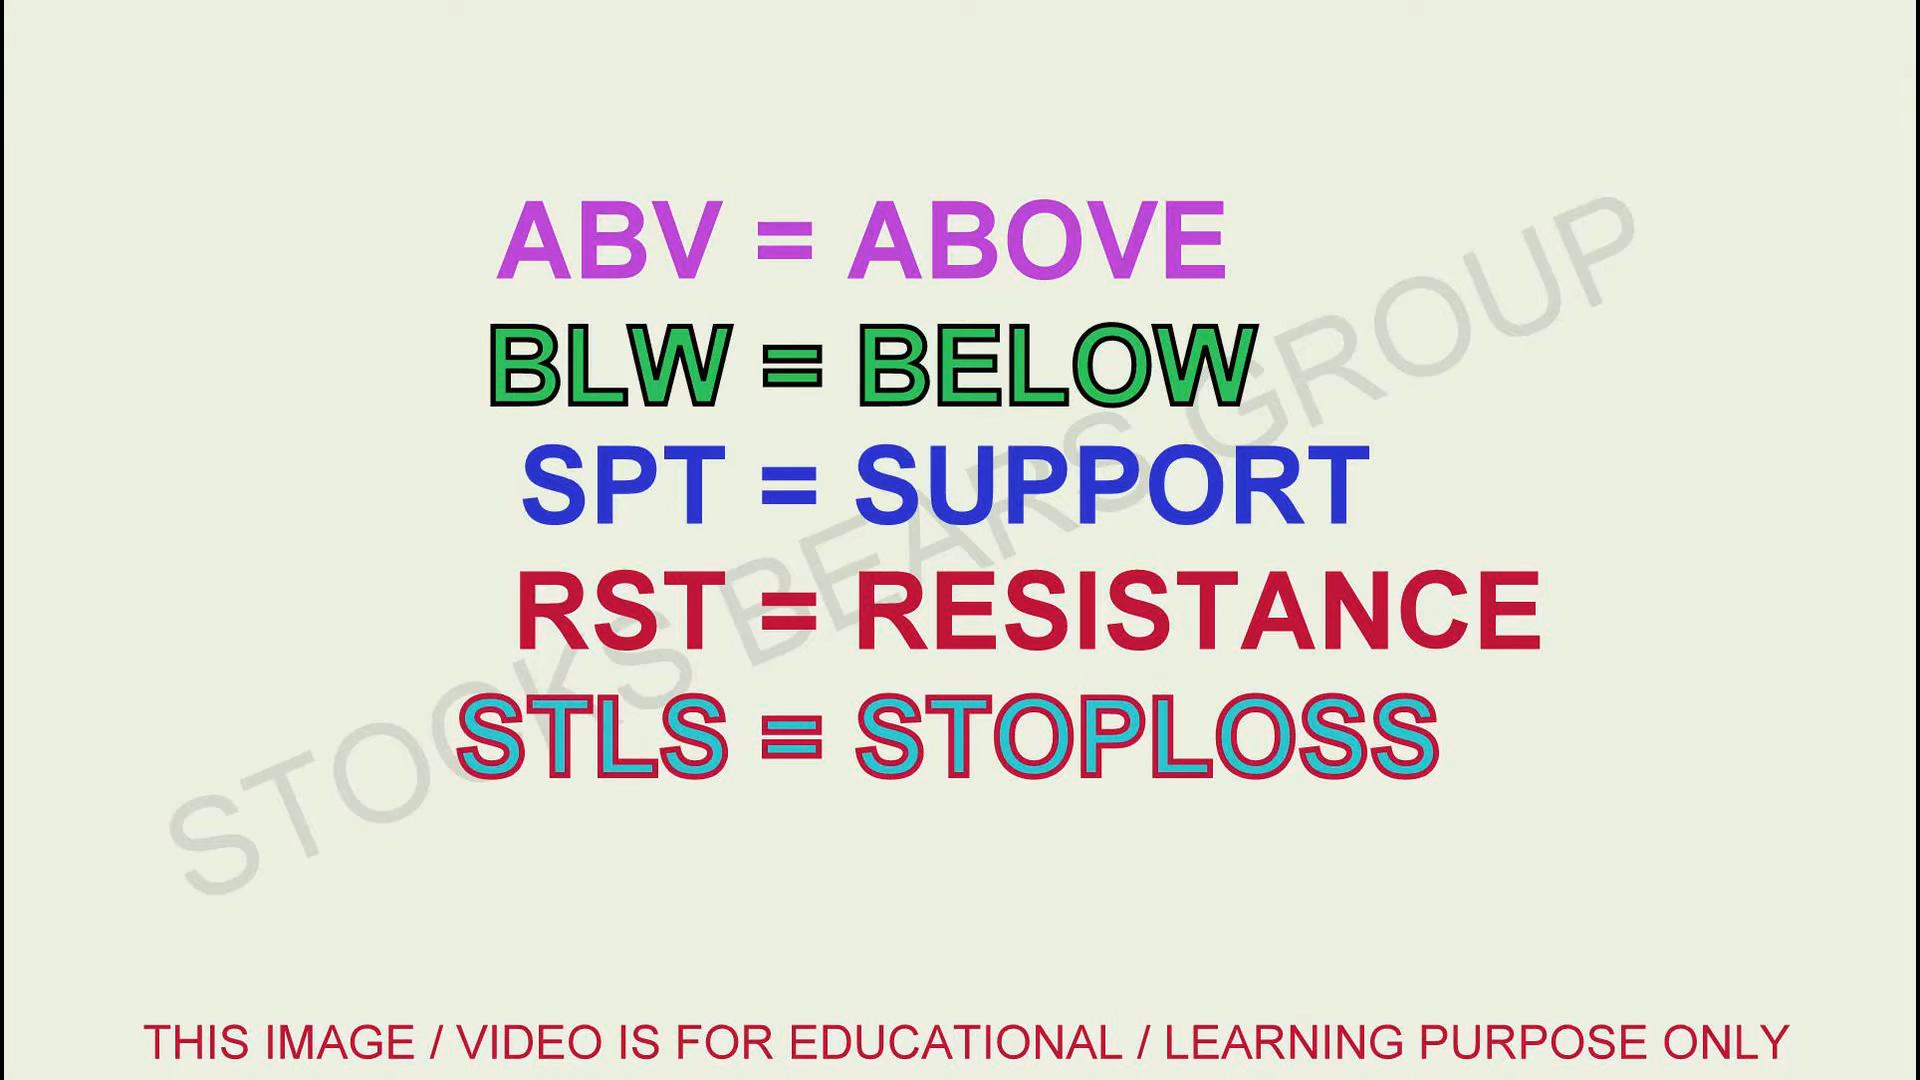 ABV = ABOVE
BLW = BELOW
SPT = SUPPORT
RST = RESISTANCE
STLS = STOPLOSS
STOCKS BEARS GROUP
THIS IMAGE / VIDEO IS FOR EDUCATIONAL / LEARNING PURPOSE ONLY